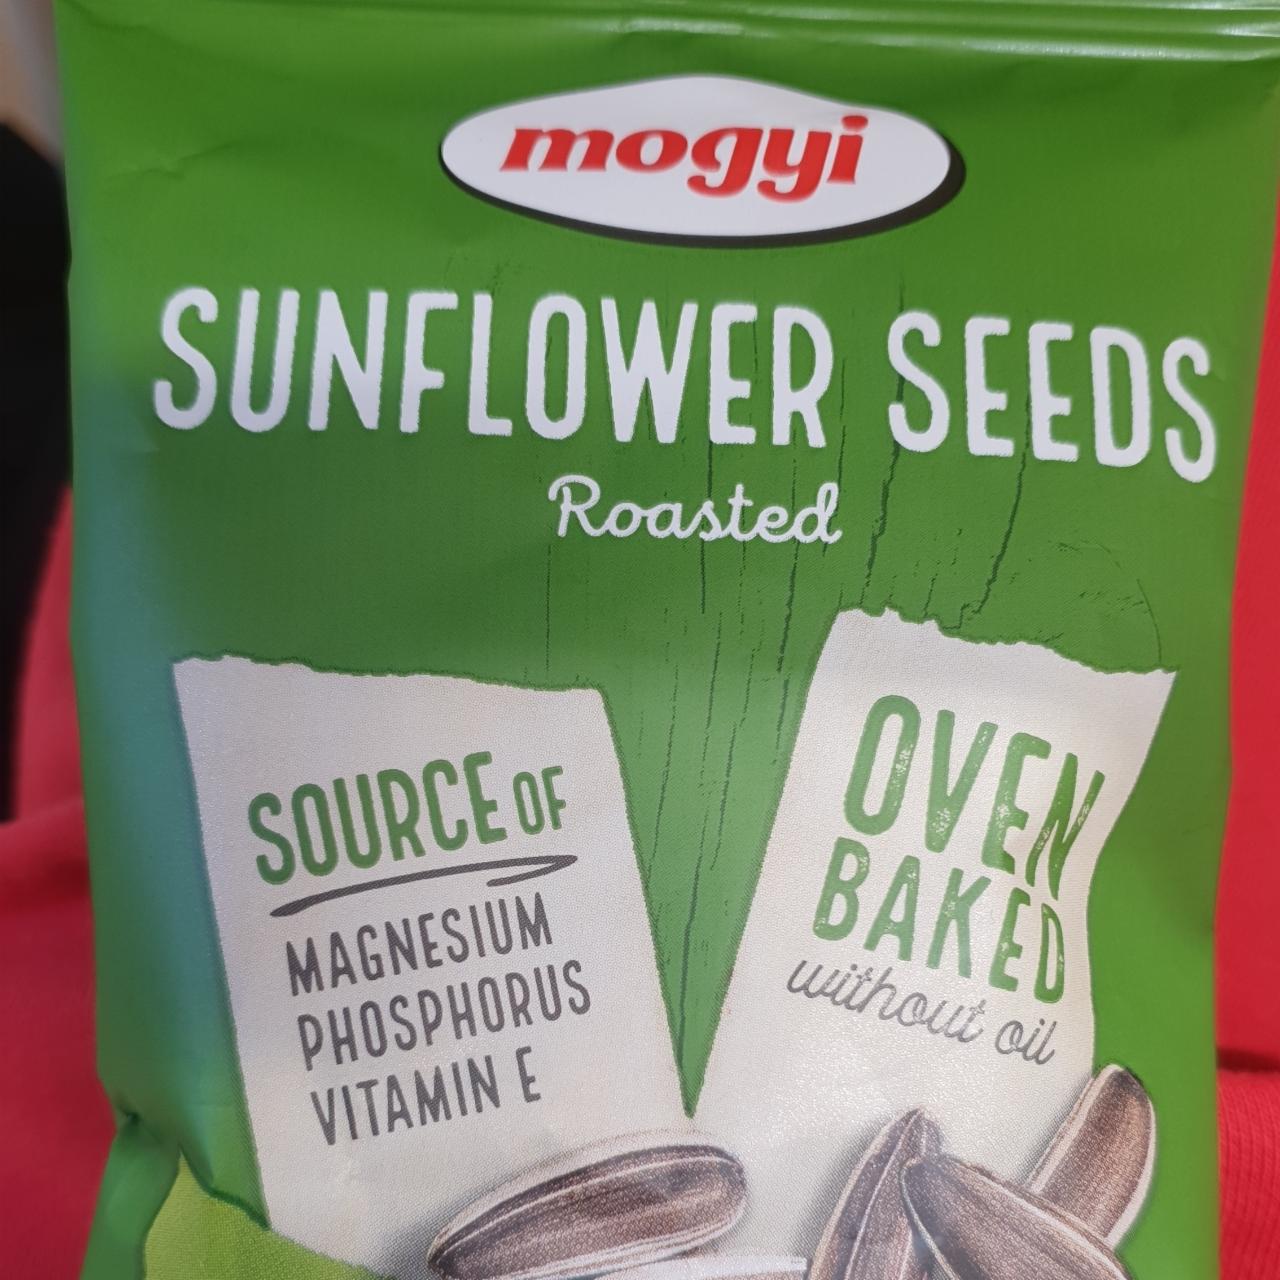 mogyi
SUNFLOWER SEEDS
Roasted
SOURCE OF
MAGNESIUM
PHOSPHORUS
VITAMIN E
OVEN
BAKED
without oil